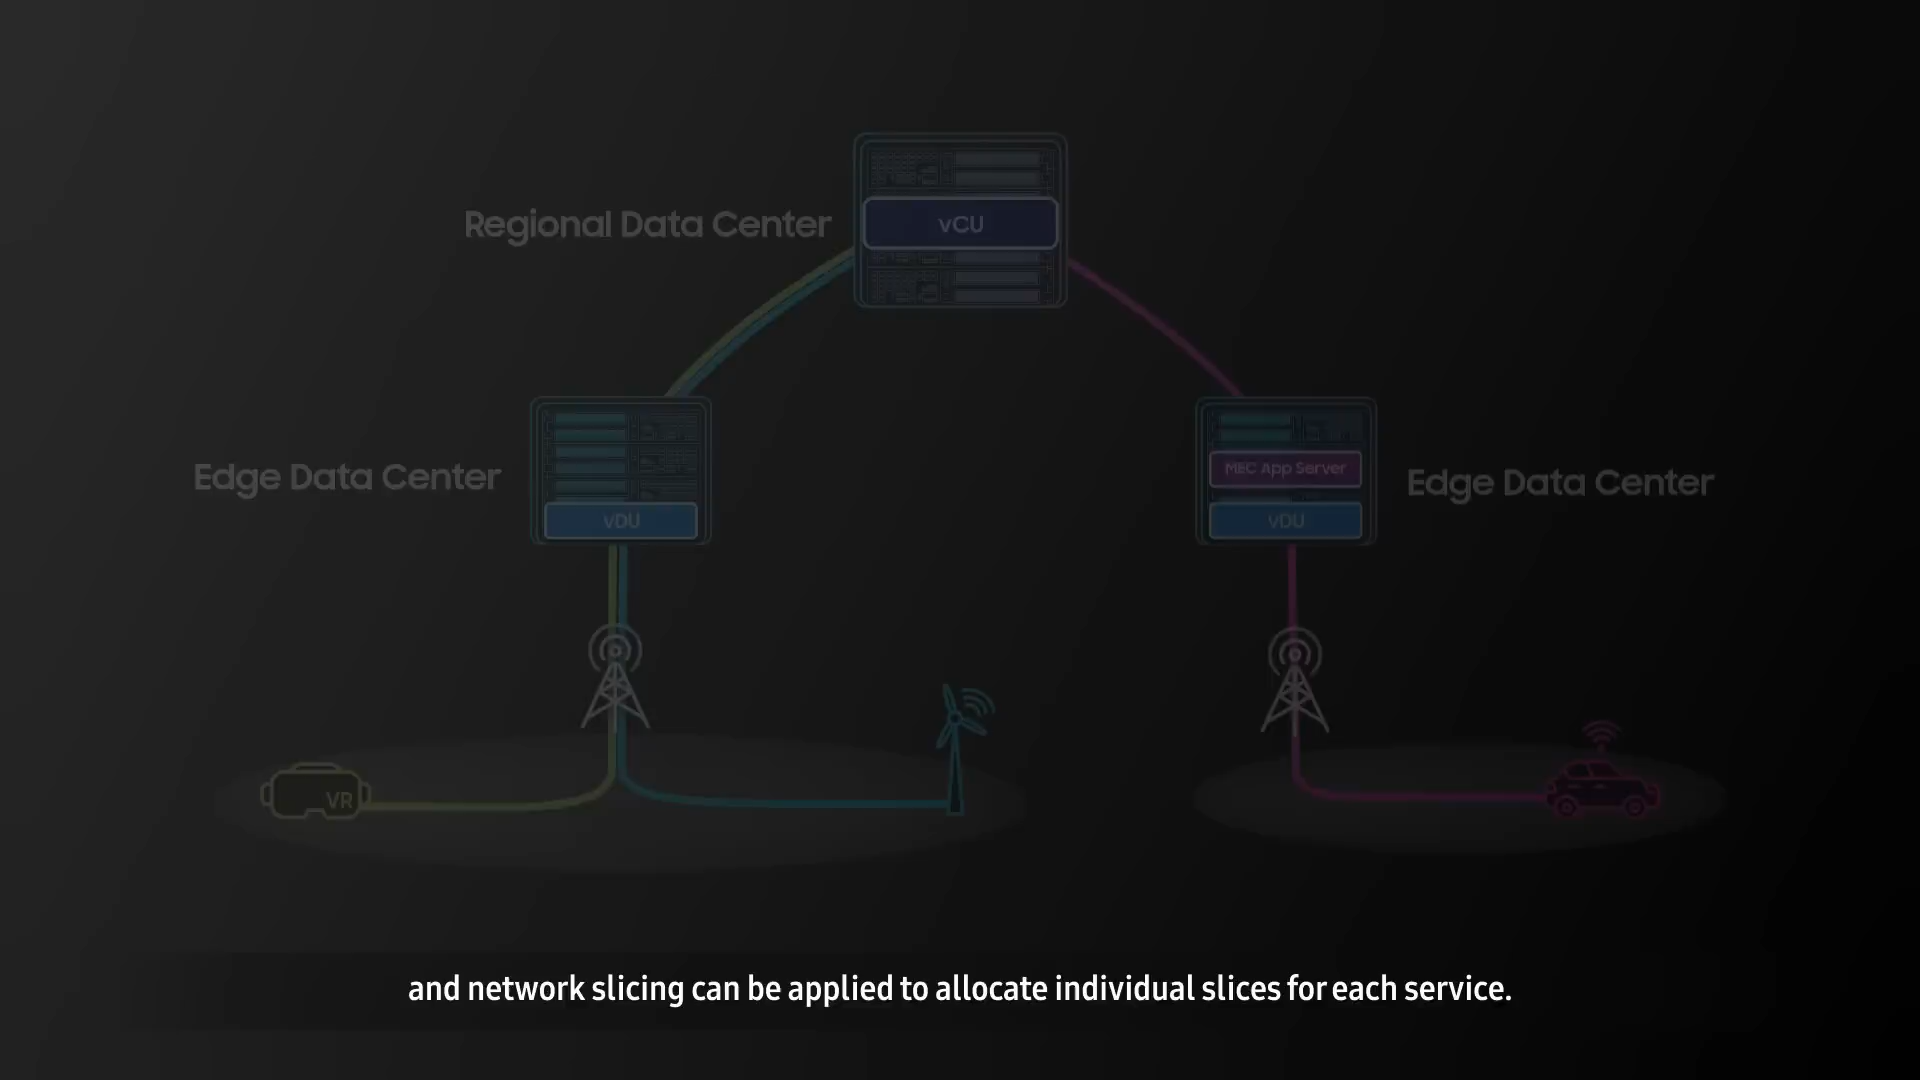 Regional Data Center
vCU
Edge Data Center
vDU
MEC App Server
vDU
Edge Data Center
VR
and network slicing can be applied to allocate individual slices for each service.